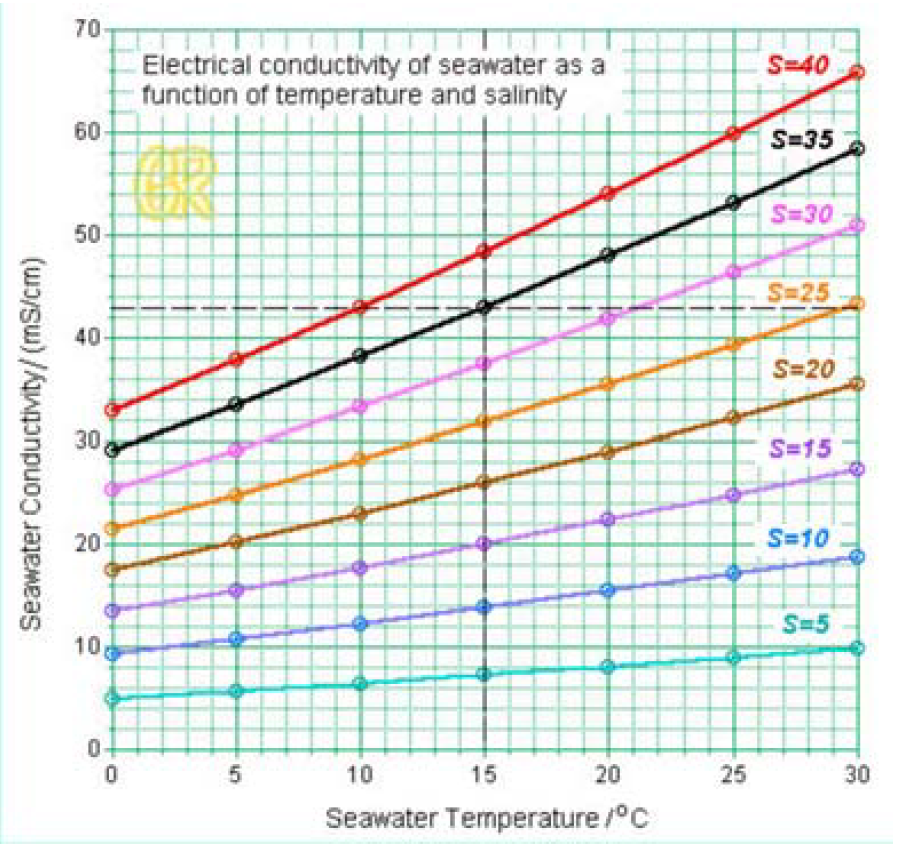 70
60
50
40
30
20
10
0
Electrical conductivity of seawater as a
function of temperature and salinity
S=40
S=35
S=30
S=25
S=20
S=15
S=10
S=5
0 5 10 15 20 25 30
Seawater Conductivity/ (mS/cm)
Seawater Temperature /°C